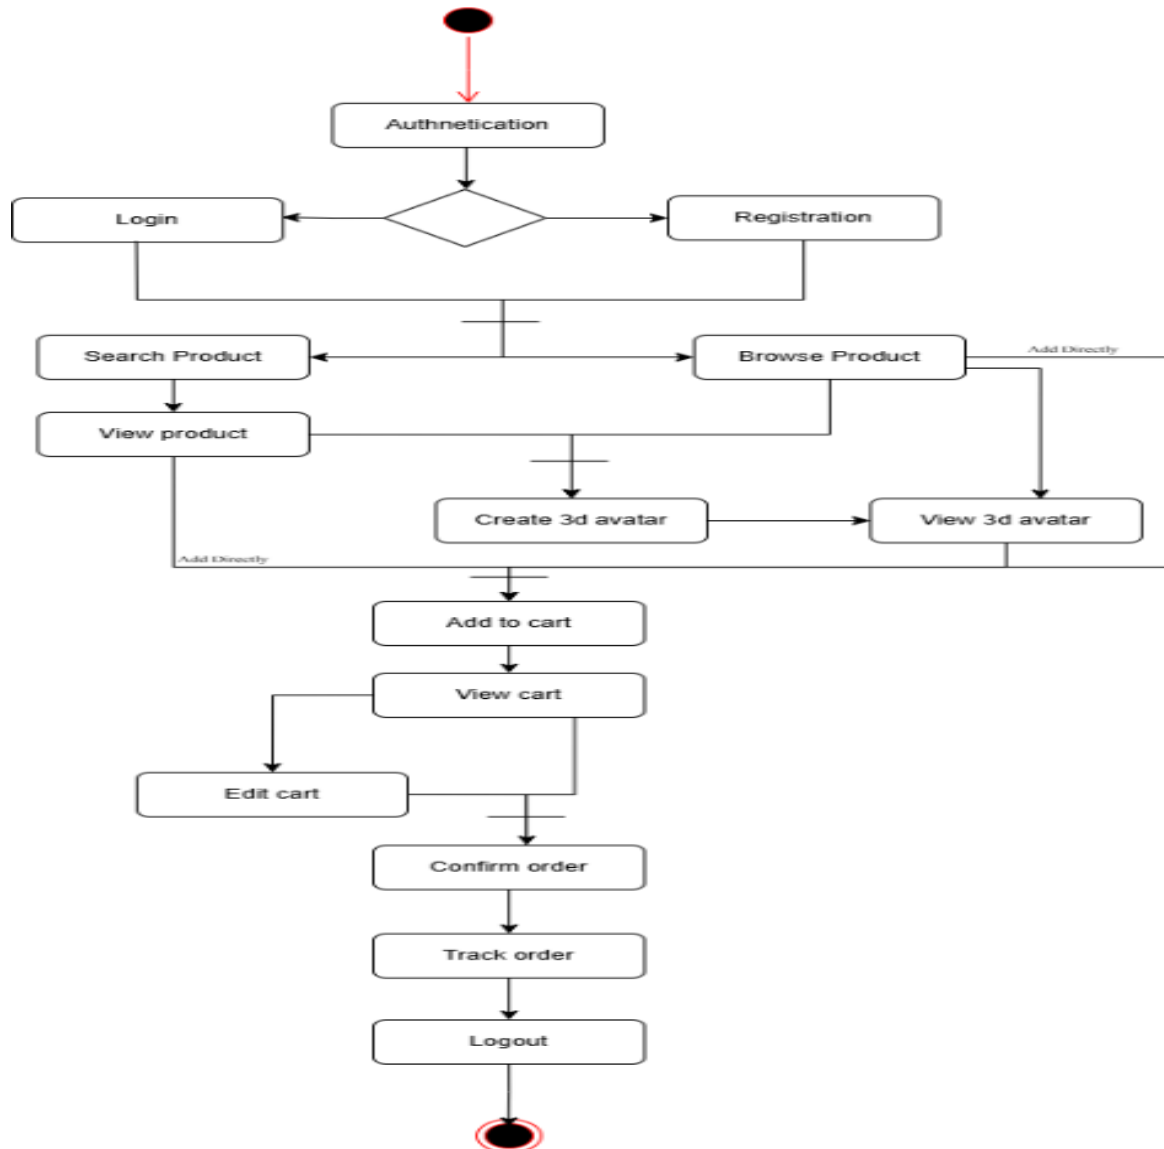 Authnetication
Login
Registration
Search Product
Browse Product
Add Directly
View product
Create 3d avatar
View 3d avatar
Add Directly
Add to cart
View cart
Edit cart
Confirm order
Track order
Logout